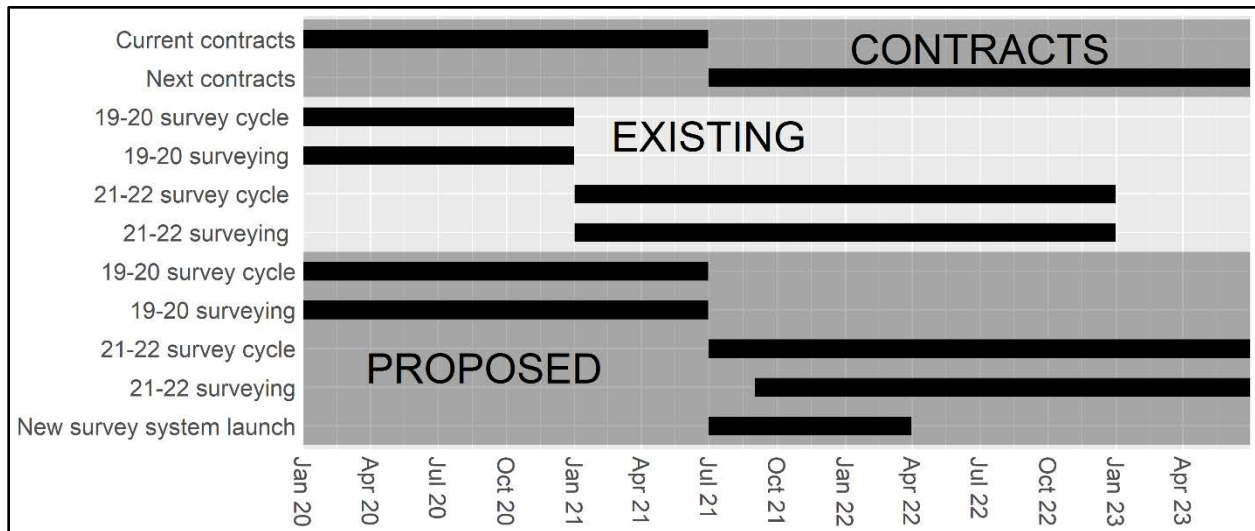 Current contracts
CONTRACTS
Next contracts
19-20 survey cycle
EXISTING
19-20 surveying
21-22 survey cycle
21-22 surveying
19-20 survey cycle
19-20 surveying
21-22 survey cycle
PROPOSED
21-22 surveying
New survey system launch
Jan 20
Apr 20
Jul 20
Oct 20
Jan 21
Apr 21
Jul 21
Oct 21
Jan 22
Apr 22
Jul 22
Oct 22
Jan 23
Apr 23